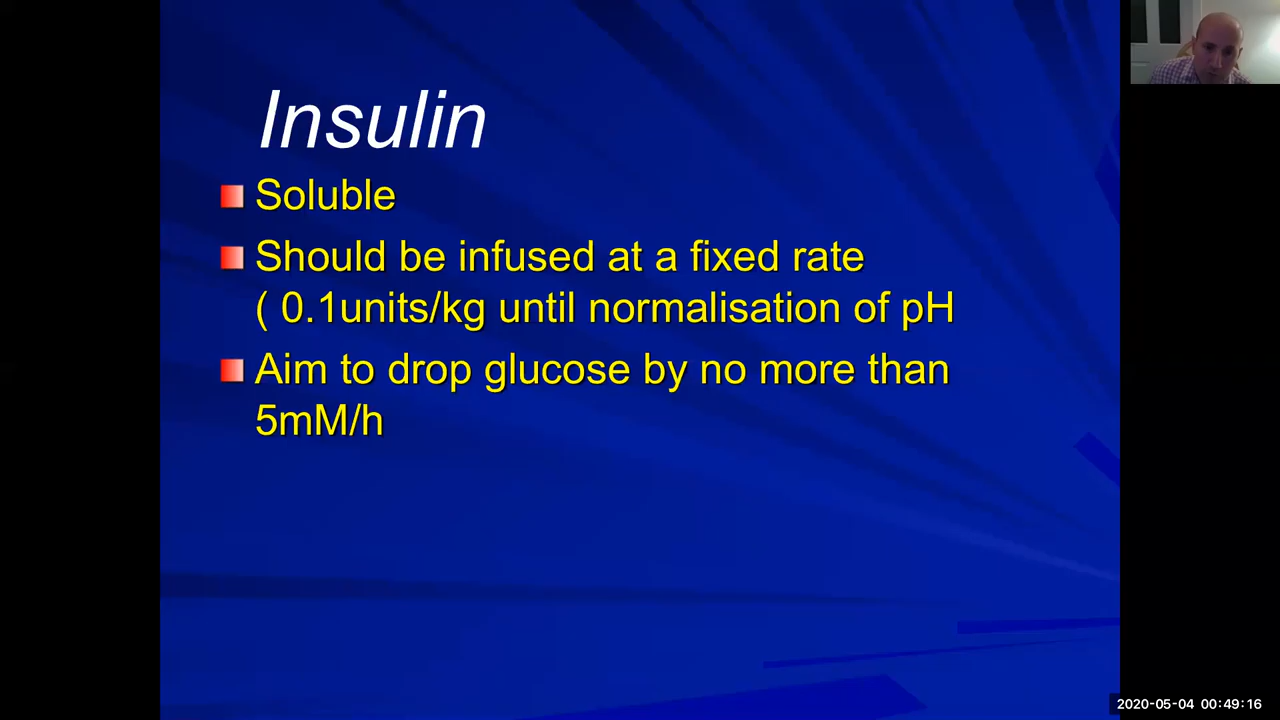 Insulin
Soluble
Should be infused at a fixed rate
( 0.1units/kg until normalisation of pH
Aim to drop glucose by no more than
5mM/h
2020-05-04 00:49:16